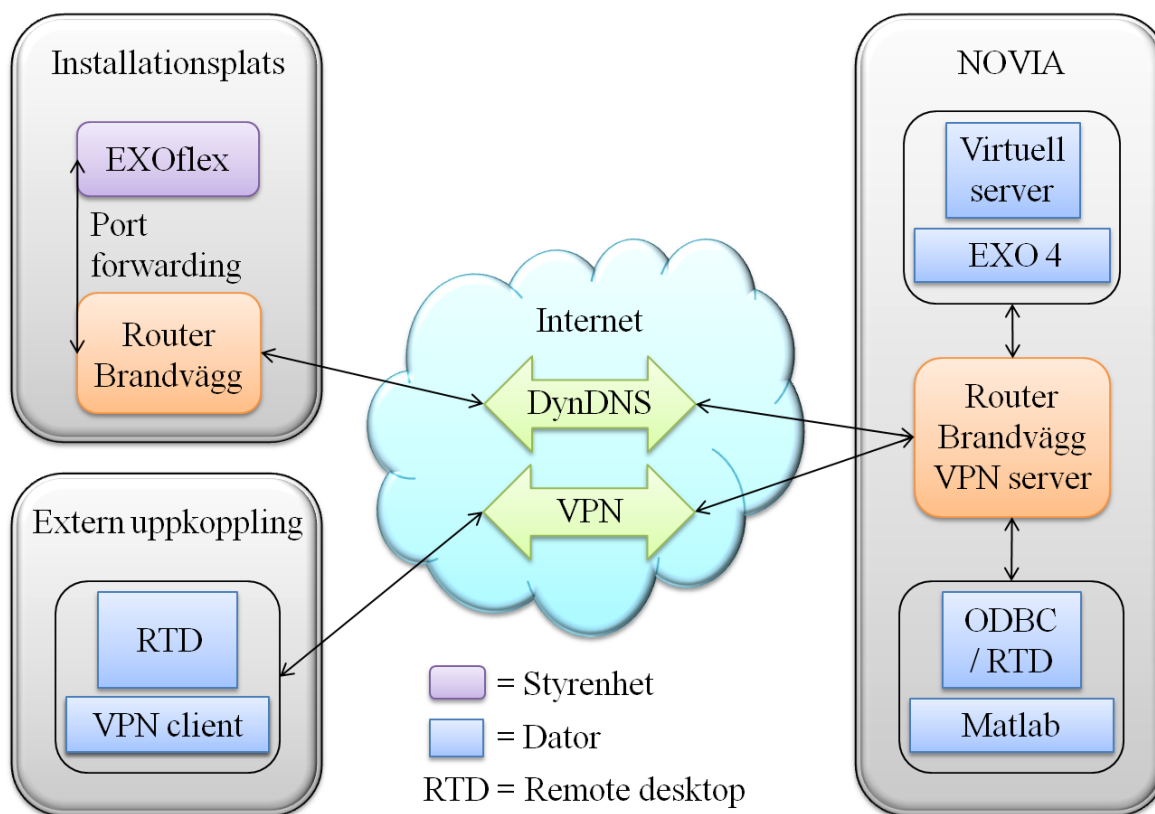 Installationsplats
EXOflex
Port
forwarding
Router
Brandvägg
Extern uppkoppling
RTD
VPN client
Internet
DynDNS
VPN
= Styrenhet
= Dator
RTD = Remote desktop
NOVIA
Virtuell
server
EXO 4
Router
Brandvägg
VPN server
ODBC
/ RTD
Matlab